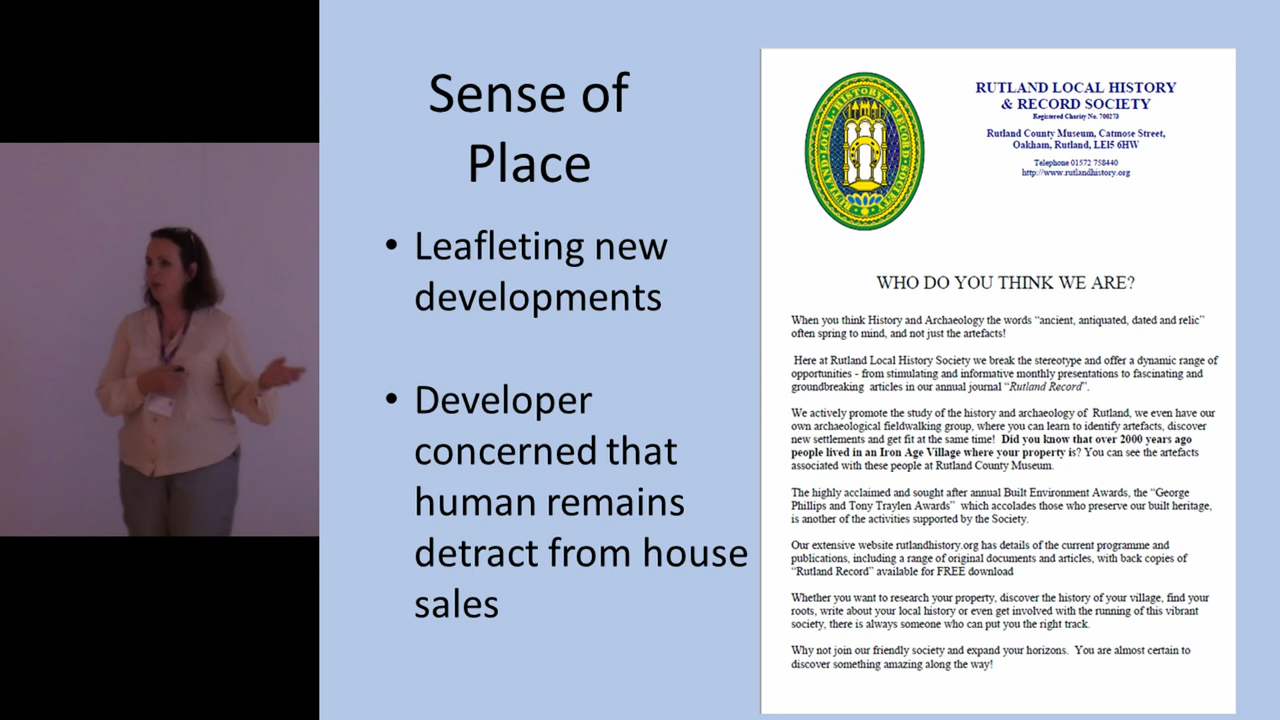 Sense of
Place
• Leafleting new
developments
• Developer
concerned that
human remains
detract from house
sales
RUTLAND LOCAL HISTORY & RECORD SOCIETY
RUTLAND LOCAL HISTORY
& RECORD SOCIETY
Registered Charity No. 700273
Rutland County Museum, Catmose Street,
Oakham, Rutland, LE15 6HW
Telephone 01572 758440
http://www.rutlandhistory.org
WHO DO YOU THINK WE ARE?
When you think History and Archaeology the words “ancient, antiquated, dated and relic”
often spring to mind, and not just the artefacts!
Here at Rutland Local History Society we break the stereotype and offer a dynamic range of
opportunities - from stimulating and informative monthly presentations to fascinating and
groundbreaking articles in our annual journal “Rutland Record”.
We actively promote the study of the history and archaeology of Rutland, we even have our
own archaeological fieldwalking group, where you can learn to identify artefacts, discover
new settlements and get fit at the same time! Did you know that over 2000 years ago
people lived in an Iron Age Village where your property is? You can see the artefacts
associated with these people at Rutland County Museum.
The highly acclaimed and sought after annual Built Environment Awards, the “George
Phillips and Tony Traylen Awards” which accolades those who preserve our built heritage,
is another of the activities supported by the Society.
Our extensive website rutlandhistory.org has details of the current programme and
publications, including a range of original documents and articles, with back copies of
“Rutland Record” available for FREE download
Whether you want to research your property, discover the history of your village, find your
roots, write about your local history or even get involved with the running of this vibrant
society, there is always someone who can put you the right track.
Why not join our friendly society and expand your horizons. You are almost certain to
discover something amazing along the way!